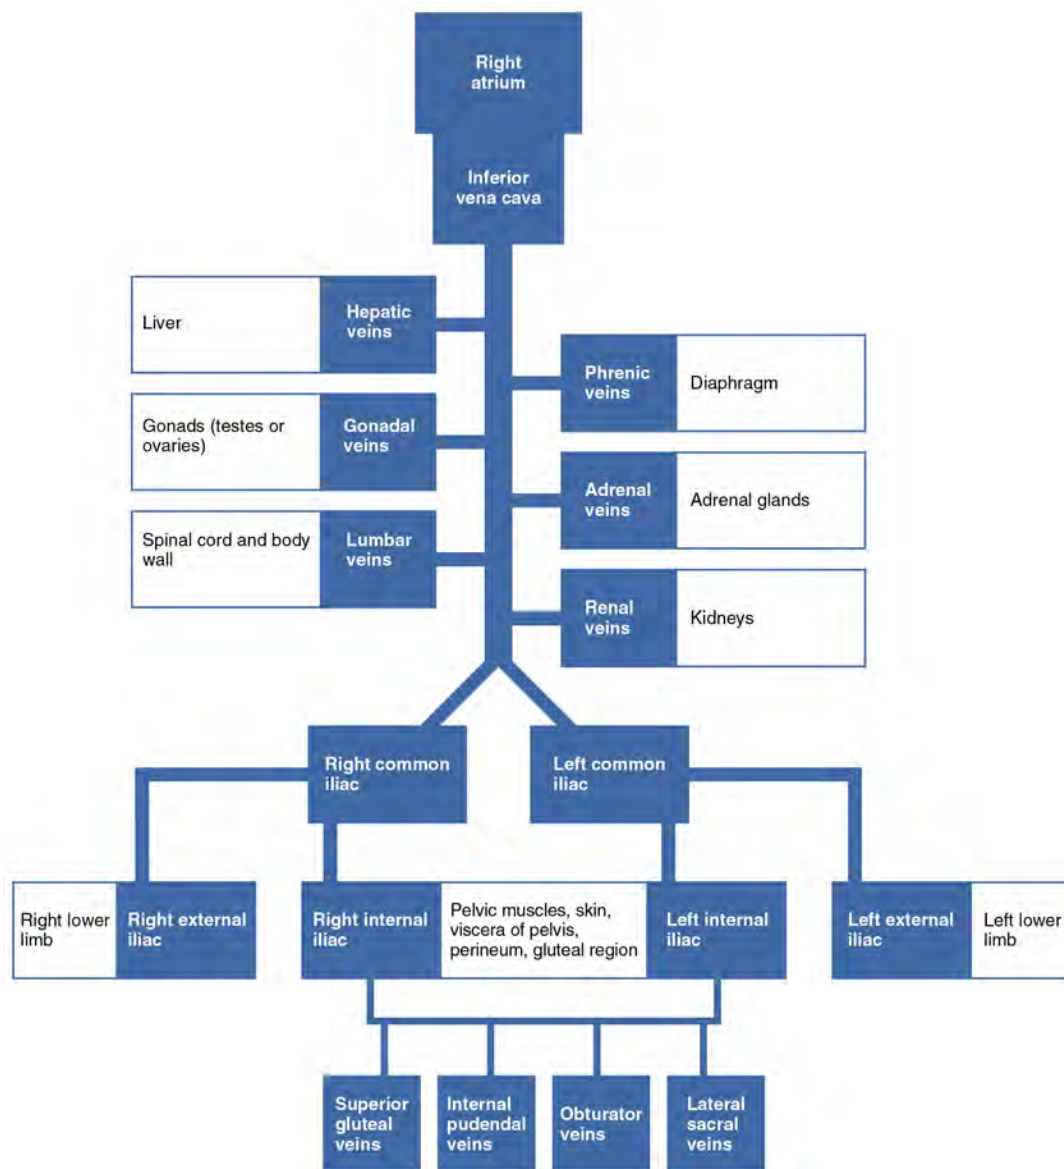 Right
atrium
Inferior
vena cava
Liver
Hepatic
veins
Phrenic
veins
Diaphragm
Gonads (testes or
ovaries)
Gonadal
veins
Adrenal
veins
Adrenal glands
Spinal cord and body
wall
Lumbar
veins
Renal
veins
Kidneys
Right common
iliac
Left common
iliac
Right lower
limb
Right external
iliac
Right internal
iliac
Pelvic muscles, skin,
viscera of pelvis,
perineum, gluteal region
Left internal
iliac
Left external
iliac
Left lower
limb
Superior
gluteal
veins
Internal
pudendal
veins
Obturator
veins
Lateral
sacral
veins